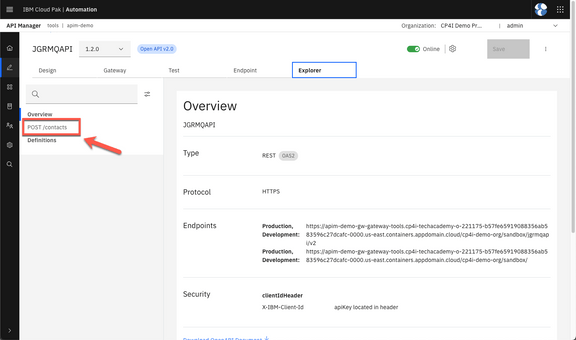 IBM Cloud Pak | Automation
API Manager tools | apim-demo Organization: CP4I Demo Pr... admin
JGRMQAPI 1.2.0 Open API v2.0 Online Save
Design Gateway Test Endpoint Explorer
Overview
POST /contacts
Definitions
Overview
JGRMQAPI
Type REST OAS2
Protocol HTTPS
Endpoints Production, Development: https://apim-demo-gw-gateway-tools.cp4i-techacademy-o-221175-b57fe65919088356ab5
83596c27dcafc-0000.us-east.containers.appdomain.cloud/cp4i-demo-org/sandbox/jgrmqap
i/v2
Production, Development: https://apim-demo-gw-gateway-tools.cp4i-techacademy-o-221175-b57fe65919088356ab5
83596c27dcafc-0000.us-east.containers.appdomain.cloud/cp4i-demo-org/sandbox/
Security clientIdHeader
X-IBM-Client-Id apiKey located in header
Download OpenAPI Document